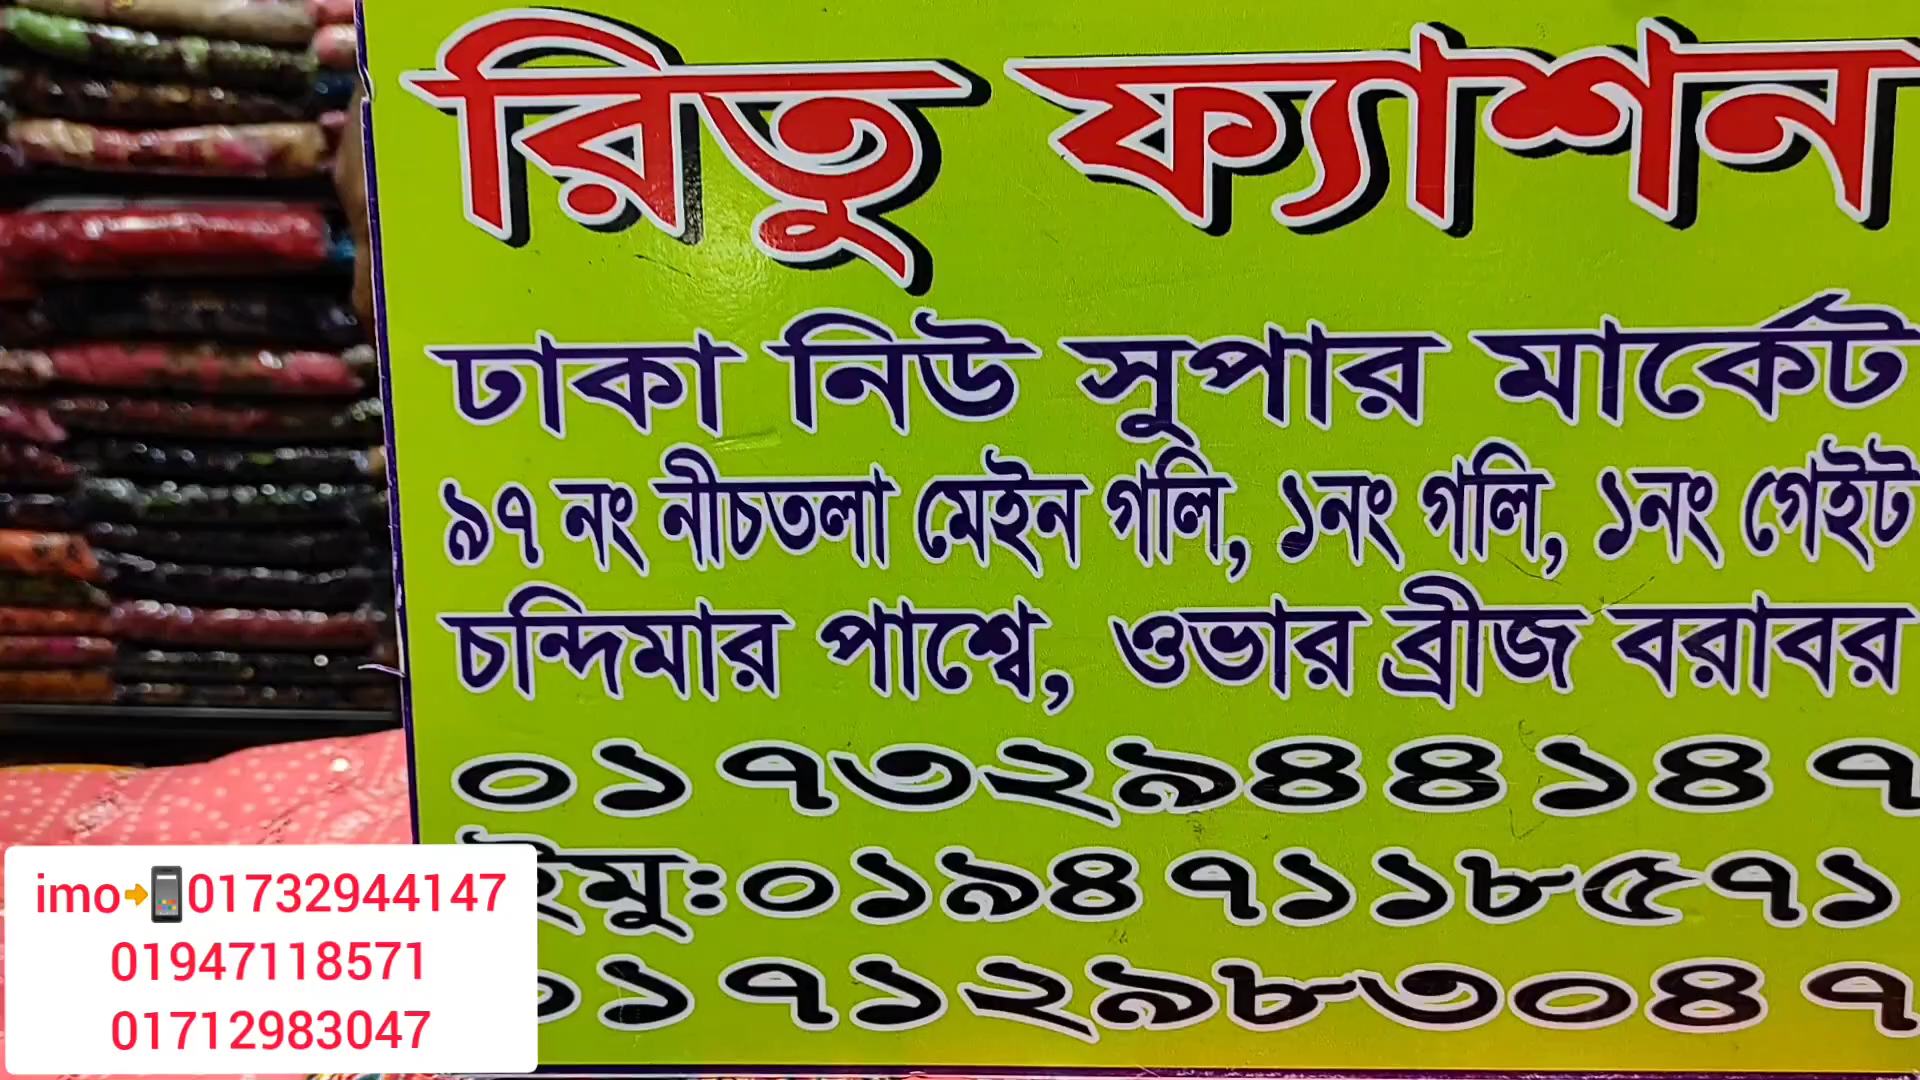 রিতু ফ্যাশন
ঢাকা নিউ সুপার মার্কেট
৯৭ নং নীচতলা মেইন গলি, ১নং গলি, ১নং গেইট
চন্দিমার পার্শ্বে, ওভার ব্রীজ বরাবর
০১৭৩২৯৪৪১৪৭
ইমু:০১৯৪৭১১৮৫৭১
০১৭১২৯৮৩০৪৭
imo➔📱01732944147
01947118571
01712983047